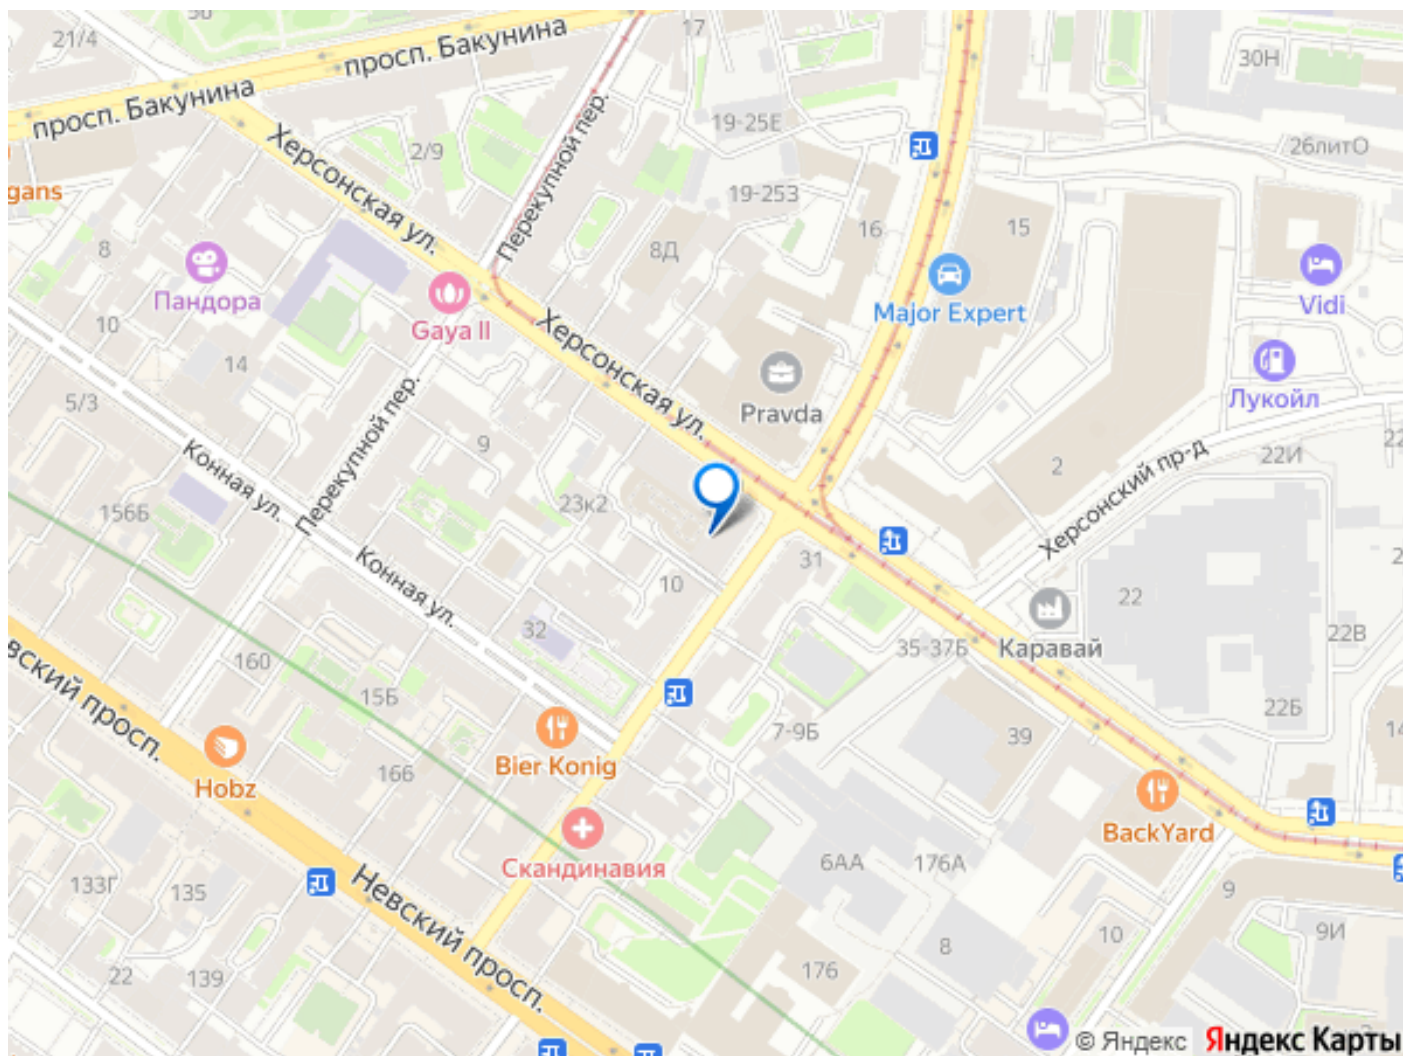 17
21/4
просп. Бакунина
30Н
просп. Бакунина
19-25Е
Херсонская ул.
Перекупной пер.
2/9
26литО
gans
19-253
16
15
8
8Д
Пандора
Gaya II
Major Expert
Vidi
10
Херсонская ул.
14
Pravda
Лукойл
5/3
Перекупной пер.
9
Конная ул.
2
22И
22
23к2
156Б
Херсонский пр-д
Конная ул.
31
10
22
32
22В
35-37Б
Каравай
160
15Б
Невский просп.
22Б
7-9Б
39
14
166
Bier Konig
Hobz
BackYard
Скандинавия
6АА
176А
133Г
135
Невский просп.
9
9И
10
8
22
139
176
© Яндекс Яндекс Карты